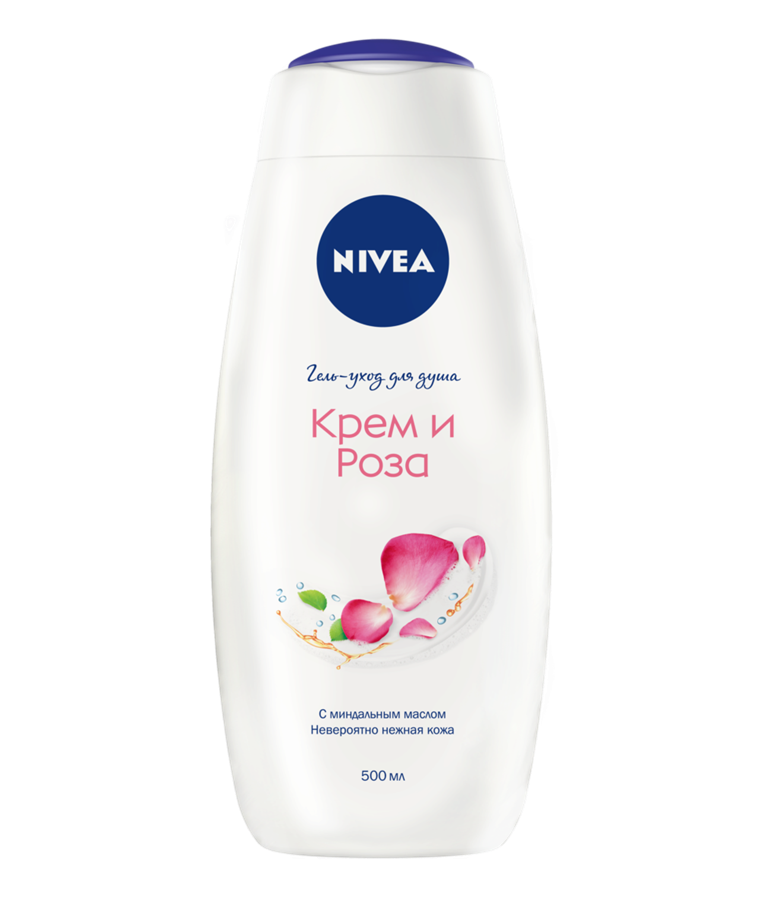 NIVEA
Гель-уход для душа
Крем и
Роза
С миндальным маслом
Невероятно нежная кожа
500 мл